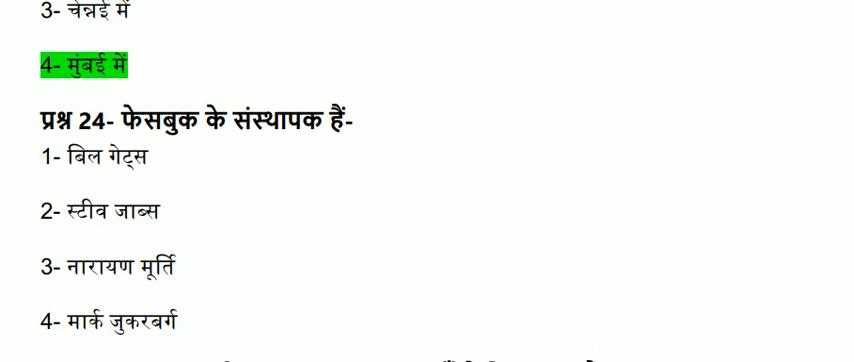 3- चेन्नई में
4- मुंबई में
प्रश्न 24- फेसबुक के संस्थापक हैं-
1- बिल गेट्स
2- स्टीव जाब्स
3- नारायण मूर्ति
4- मार्क जुकरबर्ग